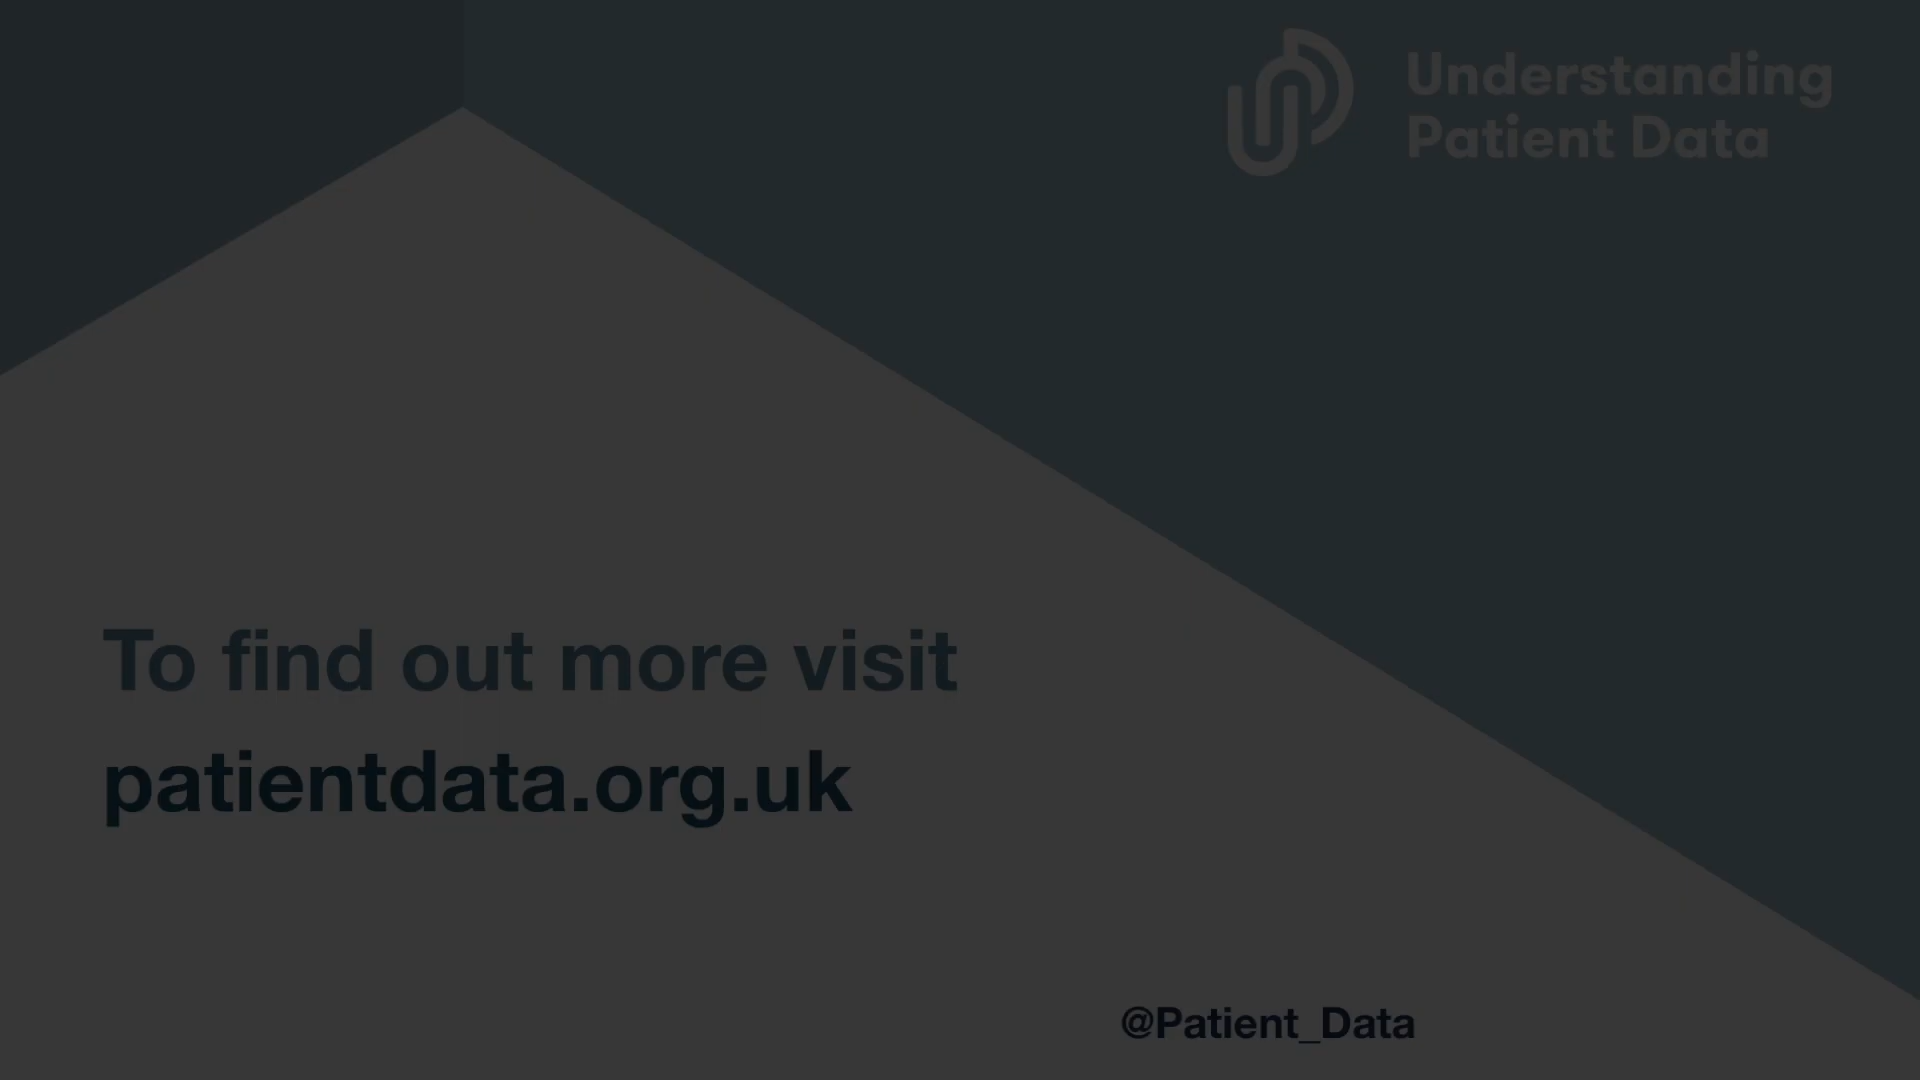 Understanding
Patient Data
To find out more visit
patientdata.org.uk
@Patient_Data